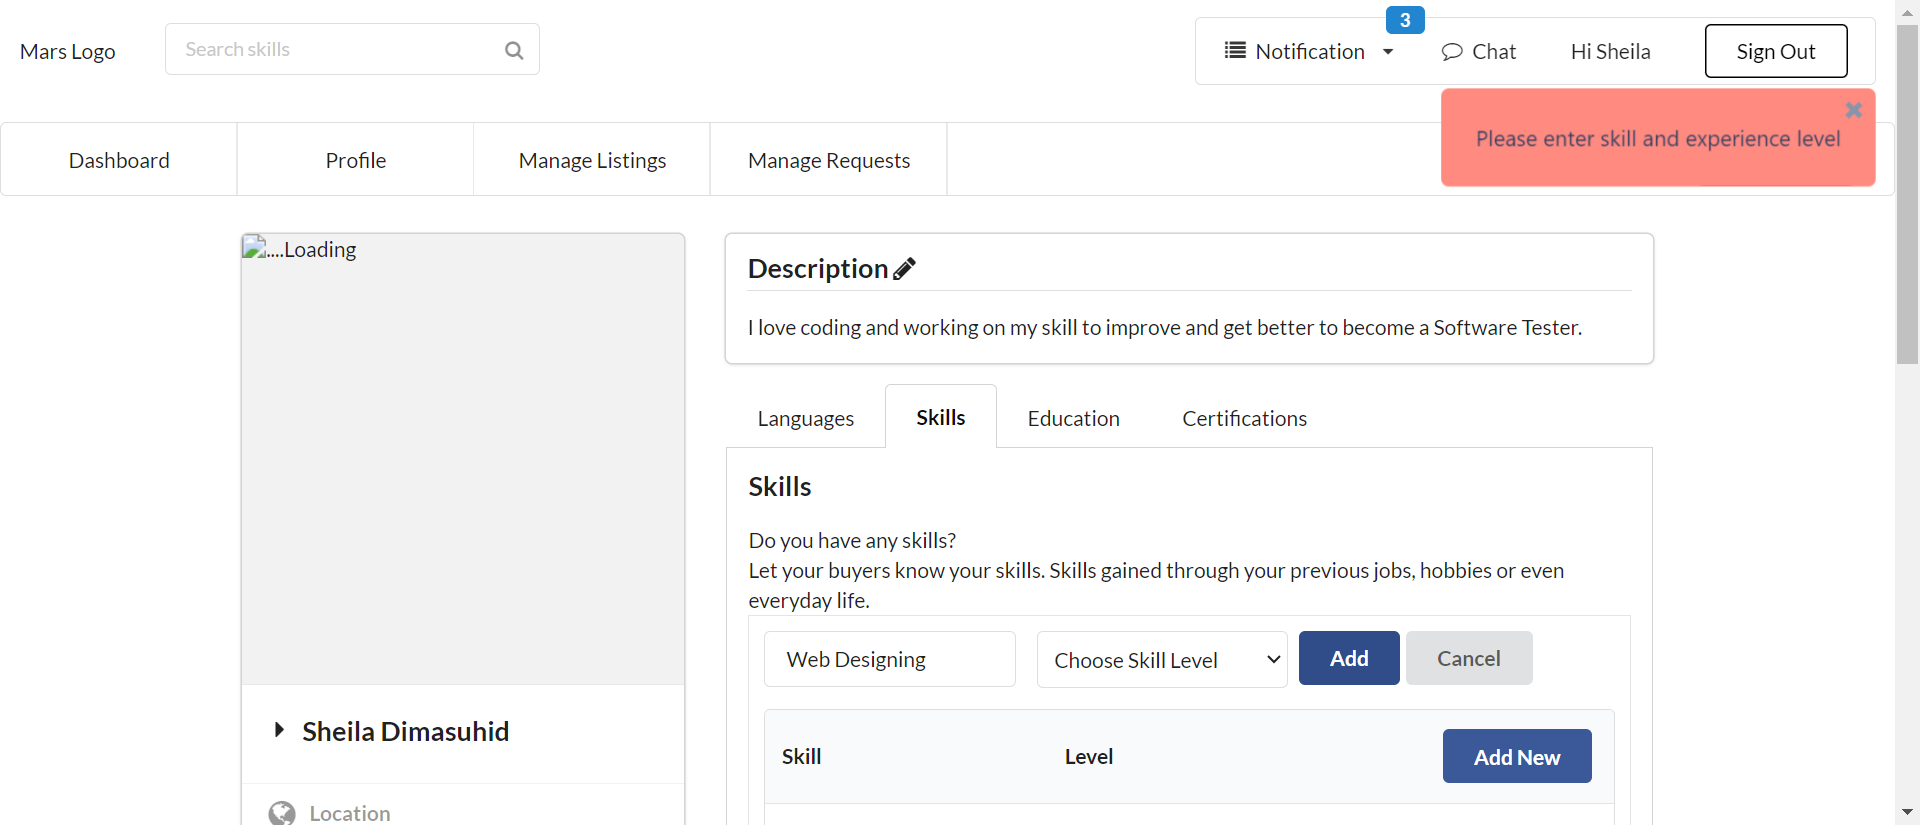 Mars Logo
Search skills
3
Notification
Chat
Hi Sheila
Sign Out
Please enter skill and experience level
Dashboard
Profile
Manage Listings
Manage Requests
....Loading
Sheila Dimasuhid
Location
Description
I love coding and working on my skill to improve and get better to become a Software Tester.
Languages
Skills
Education
Certifications
Skills
Do you have any skills?
Let your buyers know your skills. Skills gained through your previous jobs, hobbies or even
everyday life.
Web Designing
Choose Skill Level
Add
Cancel
Skill
Level
Add New